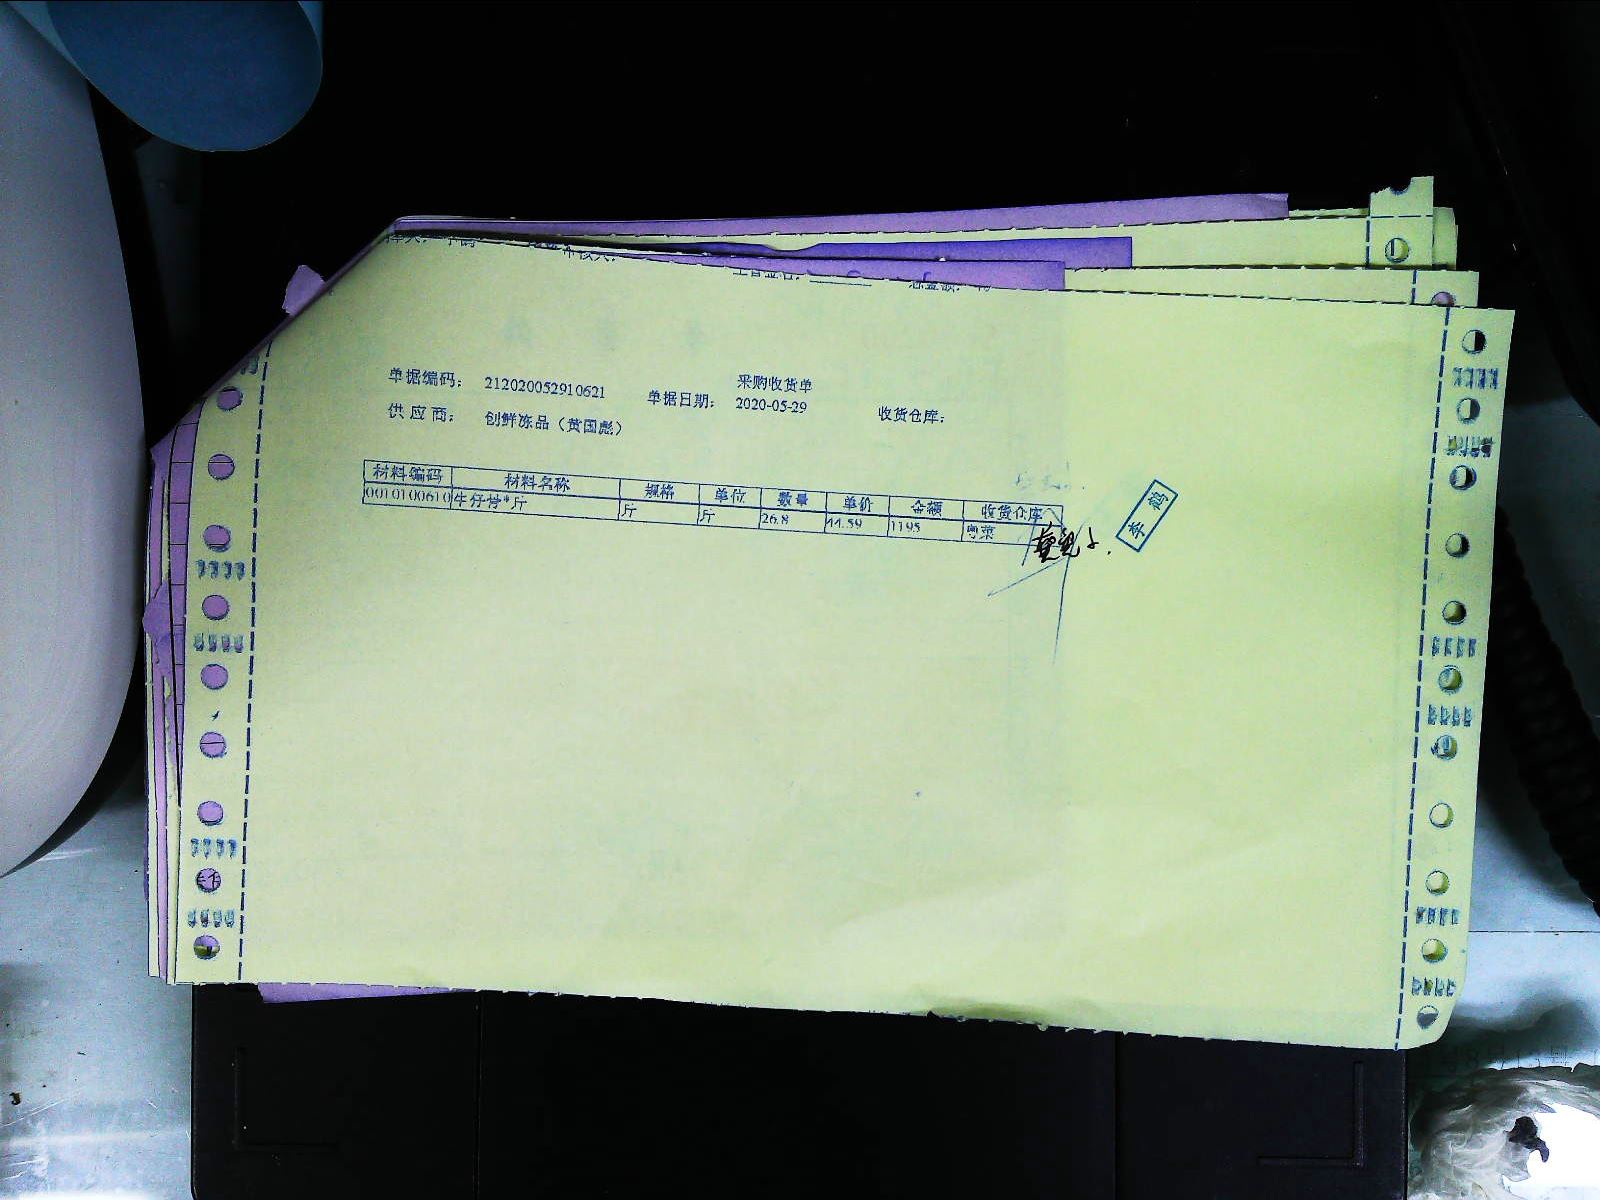 采购收货单
单据编码： 212020052910621 单据日期： 2020-05-29 收货仓库：
供应商： 创鲜冻品（黄国彪）
材料编码 材料名称 规格 单位 数量 单价 金额 收货仓库
0010100610 牛仔骨*斤 斤 斤 26.8 44.59 1195 粤菜
李鹤